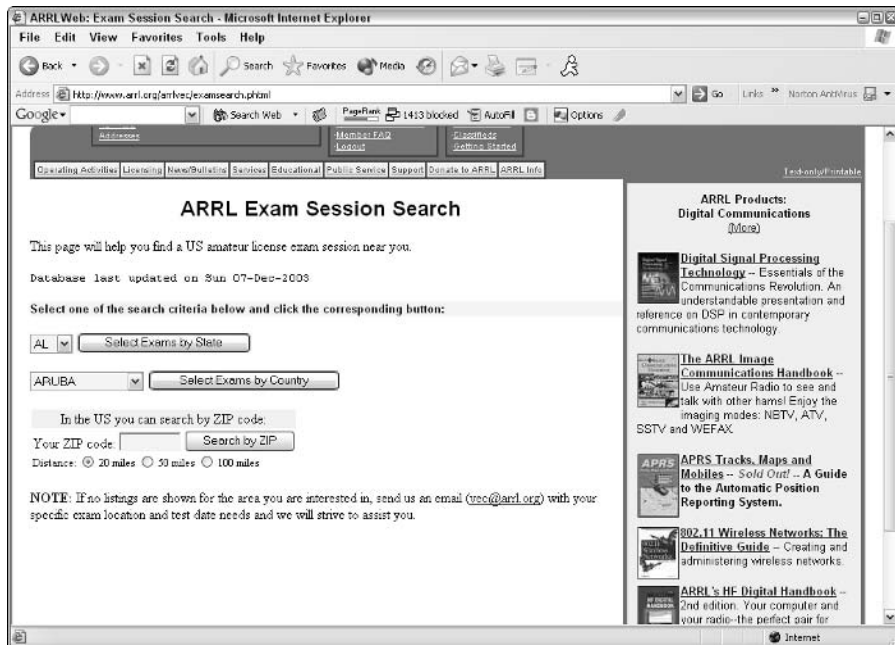 ARRLWeb: Exam Session Search - Microsoft Internet Explorer
File Edit View Favorites Tools Help
Back Search Favorites Media
Address http://www.arrl.org/arrlvec/examsearch.phtml Go Links » Norton AntiVirus
Google Search Web PageRank 1413 blocked AutoFill Options
Addresses
Member FAQ
Logout
Classifieds
Getting Started
Operating Activities Licensing News/Bulletins Services Educational Public Service Support Donate to ARRL ARRL Info
Text-only/Printable
ARRL Exam Session Search
This page will help you find a US amateur license exam session near you.
Database last updated on Sun 07-Dec-2003
Select one of the search criteria below and click the corresponding button:
AL Select Exams by State
ARUBA Select Exams by Country
In the US you can search by ZIP code:
Your ZIP code: Search by ZIP
Distance: 20 miles 50 miles 100 miles
NOTE: If no listings are shown for the area you are interested in, send us an email (vec@arrl.org) with your
specific exam location and test date needs and we will strive to assist you.
ARRL Products:
Digital Communications
(More)
Digital Signal Processing
Technology -- Essentials of the
Communications Revolution. An
understandable presentation and
reference on DSP in contemporary
communications technology.
The ARRL Image
Communications Handbook --
Use Amateur Radio to see and
talk with other hams! Enjoy the
imaging modes: NBTV, ATV,
SSTV and WEFAX.
APRS
APRS Tracks, Maps and
Mobiles -- Sold Out! -- A Guide
to the Automatic Position
Reporting System.
802.11 Wireless Networks: The
Definitive Guide -- Creating and
administering wireless networks.
ARRL's HF Digital Handbook --
2nd edition. Your computer and
your radio--the perfect pair for
Internet